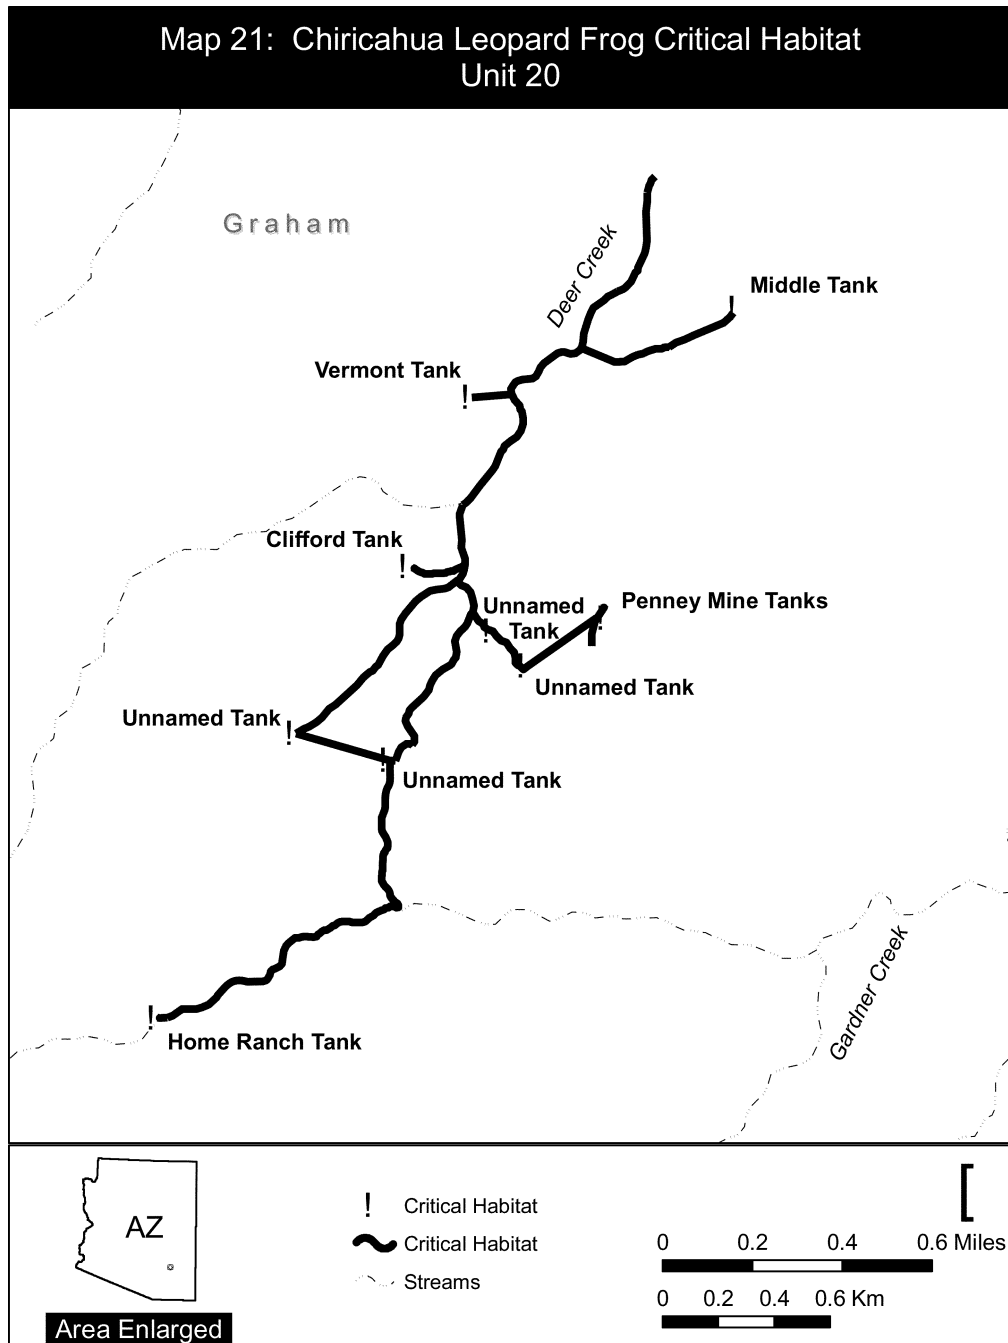 Map 21: Chiricahua Leopard Frog Critical Habitat
Unit 20
Graham
Deer Creek
Middle Tank
Vermont Tank
Clifford Tank
Unnamed
Tank
Penney Mine Tanks
Unnamed Tank
Unnamed Tank
Unnamed Tank
Gardner Creek
Home Ranch Tank
AZ
Area Enlarged
! Critical Habitat
Critical Habitat
Streams
[
0 0.2 0.4 0.6 Miles
0 0.2 0.4 0.6 Km